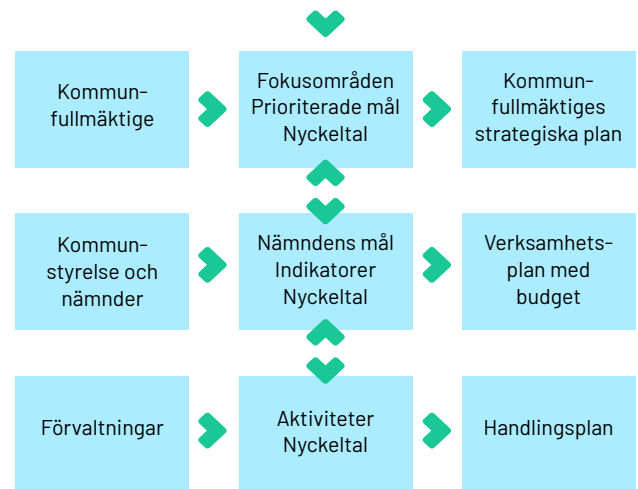 Kommun-
fullmäktige
Fokusområden
Prioriterade mål
Nyckeltal
Kommun-
fullmäktiges
strategiska plan
Kommun-
styrelse och
nämnder
Nämndens mål
Indikatorer
Nyckeltal
Verksamhets-
plan med
budget
Förvaltningar
Aktiviteter
Nyckeltal
Handlingsplan